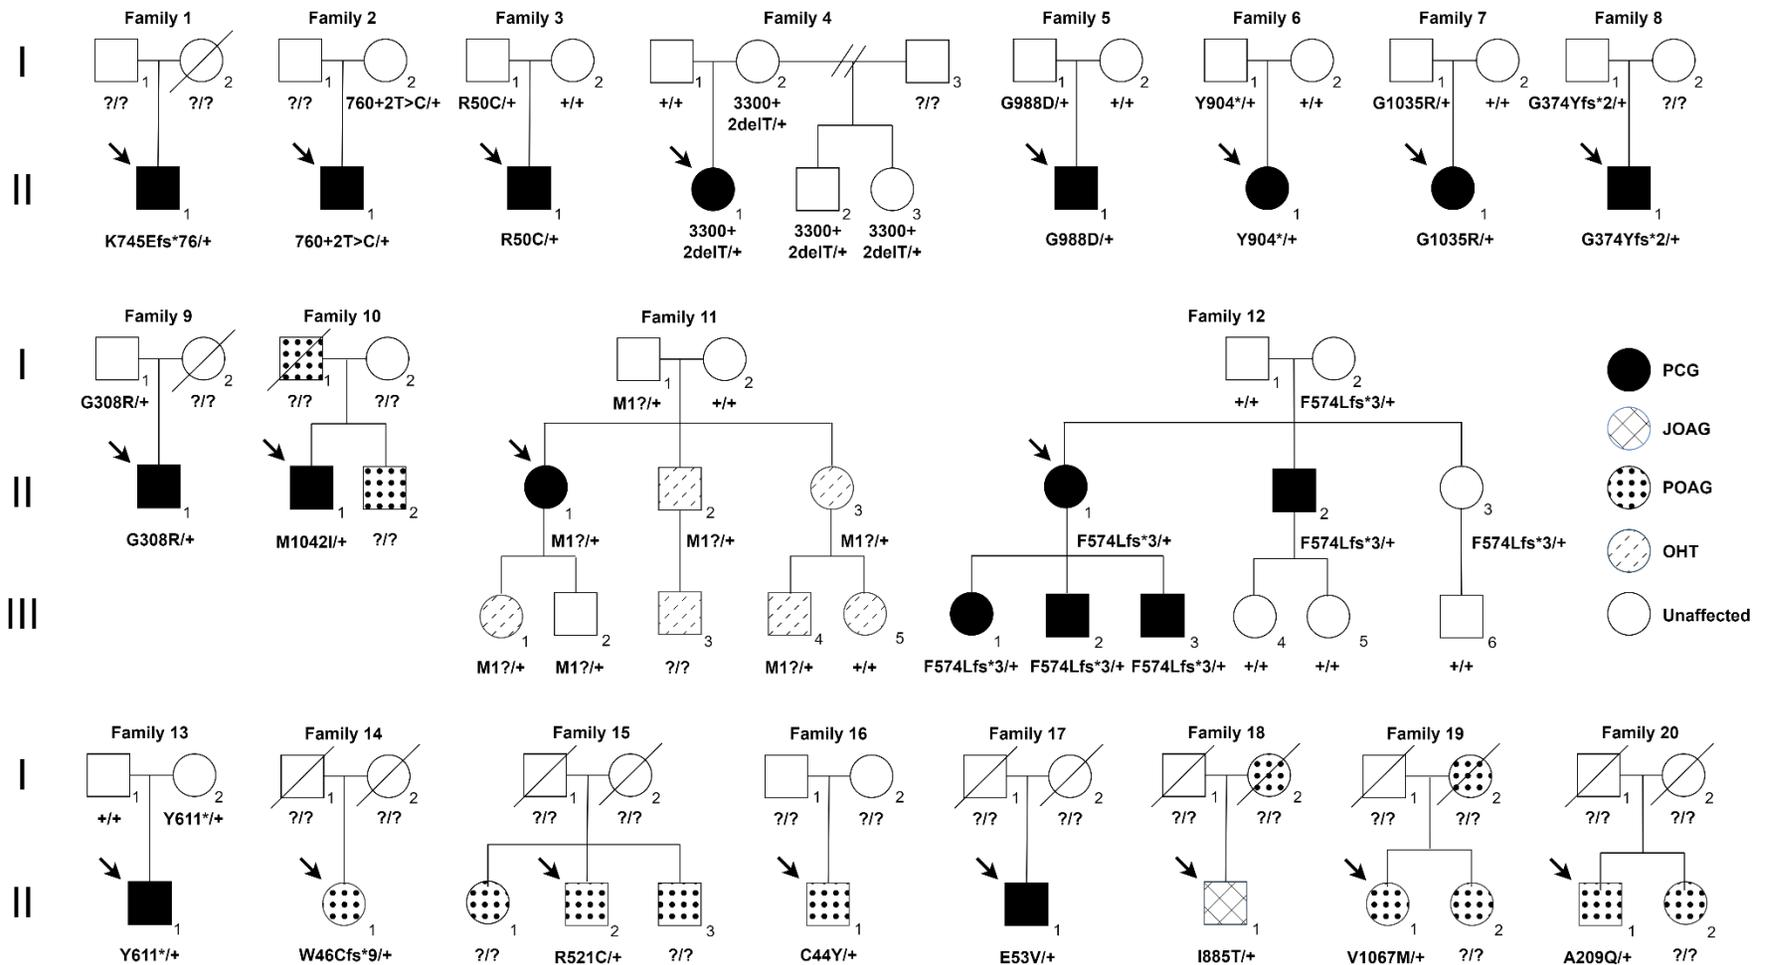 Family 1 Family 2 Family 3 Family 4 Family 5 Family 6 Family 7 Family 8
I
1 2 1 2 1 2 1 2 3 1 2 1 2 1 2 1 2
?/? ?/? ?/? 760+2T>C/+ R50C/+ +/+ +/+ 3300+ ?/? G988D/+ +/+ Y904*/+ +/+ G1035R/+ +/+ G374Yfs*2/+ ?/?
2delT/+
II
1 1 1 1 2 3 1 1 1 1
K745Efs*76/+ 760+2T>C/+ R50C/+ 3300+ 3300+ 3300+ G988D/+ Y904*/+ G1035R/+ G374Yfs*2/+
2delT/+ 2delT/+ 2delT/+
Family 9 Family 10 Family 11 Family 12
I
1 2 1 2 1 2 1 2
G308R/+ ?/? ?/? ?/? M1?/+ +/+ +/+ F574Lfs*3/+
II
1 1 2 1 2 3 1 2 3
G308R/+ M1042I/+ ?/? M1?/+ M1?/+ M1?/+ F574Lfs*3/+ F574Lfs*3/+ F574Lfs*3/+
III
1 2 3 4 5 1 2 3 4 5 6
M1?/+ M1?/+ ?/? M1?/+ +/+ F574Lfs*3/+ F574Lfs*3/+ F574Lfs*3/+ +/+ +/+ +/+
PCG
JOAG
POAG
OHT
Unaffected
Family 13 Family 14 Family 15 Family 16 Family 17 Family 18 Family 19 Family 20
I
1 2 1 2 1 2 1 2 1 2 1 2 1 2 1 2
+/+ Y611*/+ ?/? ?/? ?/? ?/? ?/? ?/? ?/? ?/? ?/? ?/? ?/? ?/? ?/? ?/?
II
1 1 1 2 3 1 1 1 1 2 1 2
Y611*/+ W46Cfs*9/+ ?/? R521C/+ ?/? C44Y/+ E53V/+ I885T/+ V1067M/+ ?/? A209Q/+ ?/?